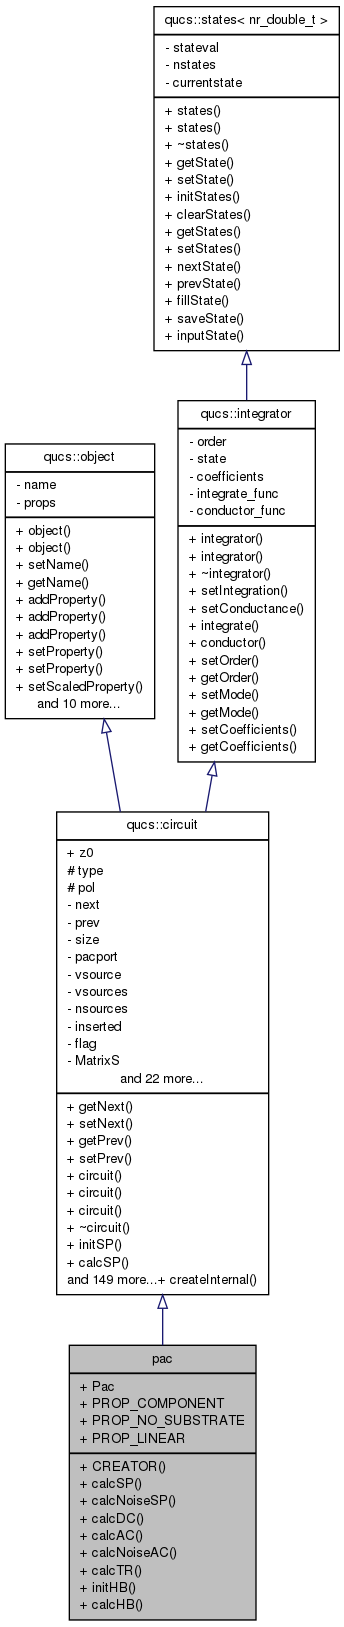 qucs::states< nr_double_t >
- stateval
- nstates
- currentstate
+ states()
+ states()
+ ~states()
+ getState()
+ setState()
+ initStates()
+ clearStates()
+ getStates()
+ setStates()
+ nextState()
+ prevState()
+ fillState()
+ saveState()
+ inputState()
qucs::integrator
- order
- state
- coefficients
- integrate_func
- conductor_func
+ integrator()
+ integrator()
+ ~integrator()
+ setIntegration()
+ setConductance()
+ integrate()
+ conductor()
+ setOrder()
+ getOrder()
+ setMode()
+ getMode()
+ setCoefficients()
+ getCoefficients()
qucs::object
- name
- props
+ object()
+ object()
+ setName()
+ getName()
+ addProperty()
+ addProperty()
+ addProperty()
+ setProperty()
+ setProperty()
+ setScaledProperty()
and 10 more...
qucs::circuit
+ z0
# type
# pol
- next
- prev
- size
- pacport
- vsource
- vsources
- nsources
- inserted
- flag
- MatrixS
and 22 more...
+ getNext()
+ setNext()
+ getPrev()
+ setPrev()
+ circuit()
+ circuit()
+ circuit()
+ ~circuit()
+ initSP()
+ calcSP()
and 149 more...+ createInternal()
pac
+ Pac
+ PROP_COMPONENT
+ PROP_NO_SUBSTRATE
+ PROP_LINEAR
+ CREATOR()
+ calcSP()
+ calcNoiseSP()
+ calcDC()
+ calcAC()
+ calcNoiseAC()
+ calcTR()
+ initHB()
+ calcHB()